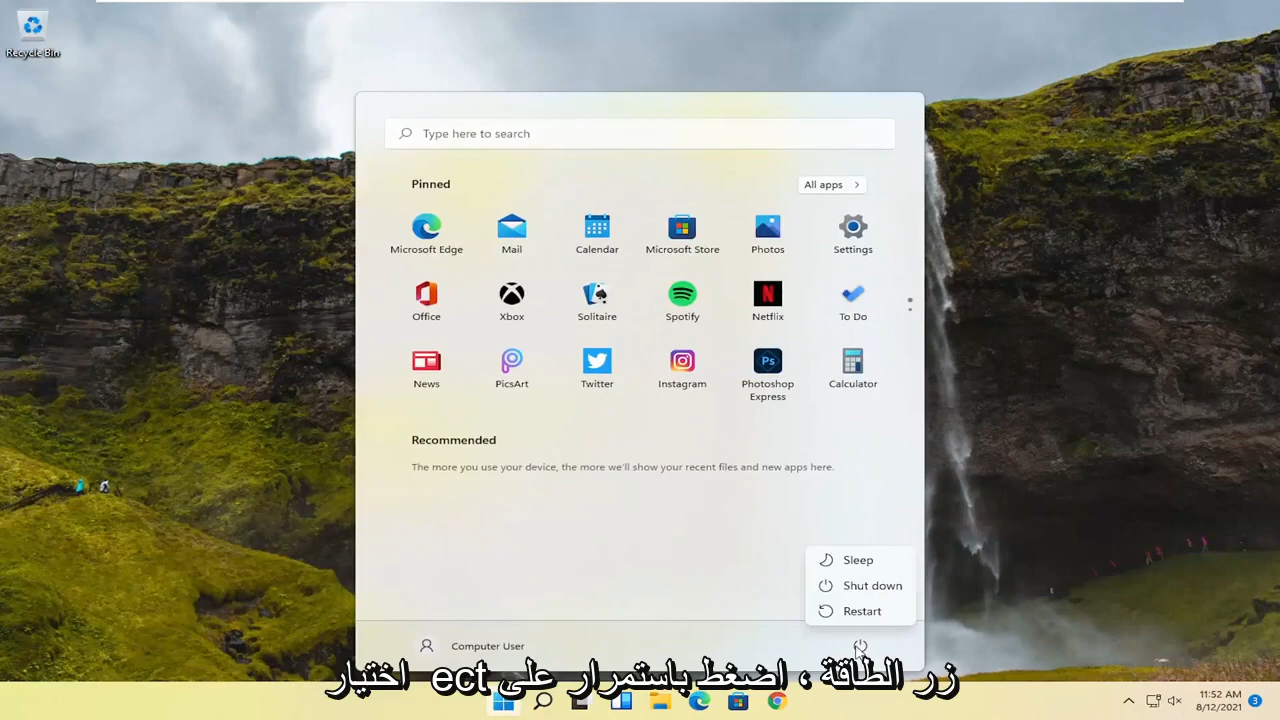 Recycle Bin
Type here to search
Pinned
All apps
Microsoft Edge
Mail
Calendar
Microsoft Store
Photos
Settings
Office
Xbox
Solitaire
Spotify
Netflix
To Do
News
PicsArt
Twitter
Instagram
Photoshop
Express
Calculator
Recommended
The more you use your device, the more we'll show your recent files and new apps here.
Sleep
Shut down
Restart
Computer User
زر الطاقة ، اضغط باستمرار على ect اختيار
11:52 AM
8/12/2021
3